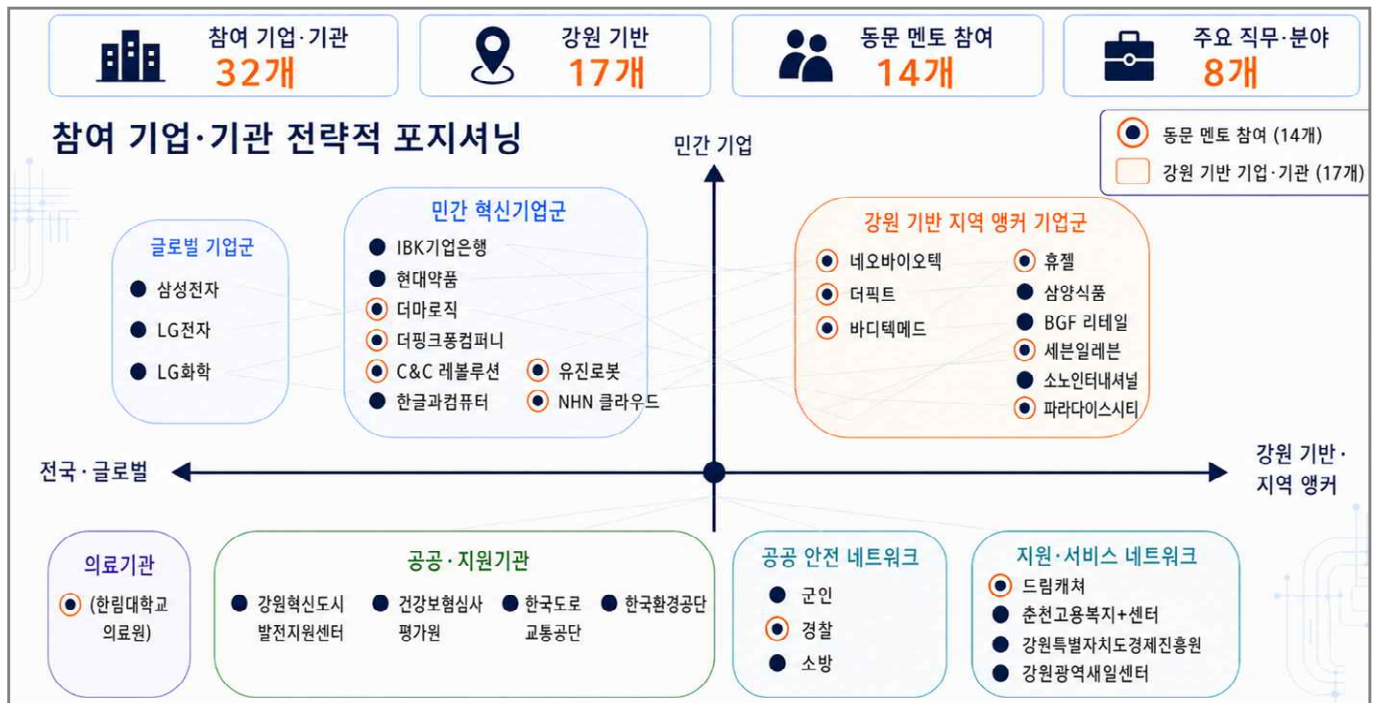 참여 기업·기관
32개
강원 기반
17개
동문 멘토 참여
14개
주요 직무·분야
8개
참여 기업·기관 전략적 포지셔닝
민간 기업
동문 멘토 참여 (14개)
강원 기반 기업·기관 (17개)
글로벌 기업군
삼성전자
LG전자
LG화학
민간 혁신기업군
IBK기업은행
현대약품
더마로직
더핑크퐁컴퍼니
C&C 레볼루션
한글과컴퓨터
유진로봇
NHN 클라우드
강원 기반 지역 앵커 기업군
네오바이오텍
더픽트
바디텍메드
휴젤
삼양식품
BGF 리테일
세븐일레븐
소노인터내셔널
파라다이스시티
전국·글로벌
강원 기반·
지역 앵커
의료기관
(한림대학교
의료원)
공공·지원기관
강원혁신도시
발전지원센터
건강보험심사
평가원
한국도로
교통공단
한국환경공단
공공 안전 네트워크
군인
경찰
소방
지원·서비스 네트워크
드림캐쳐
춘천고용복지+센터
강원특별자치도경제진흥원
강원광역새일센터